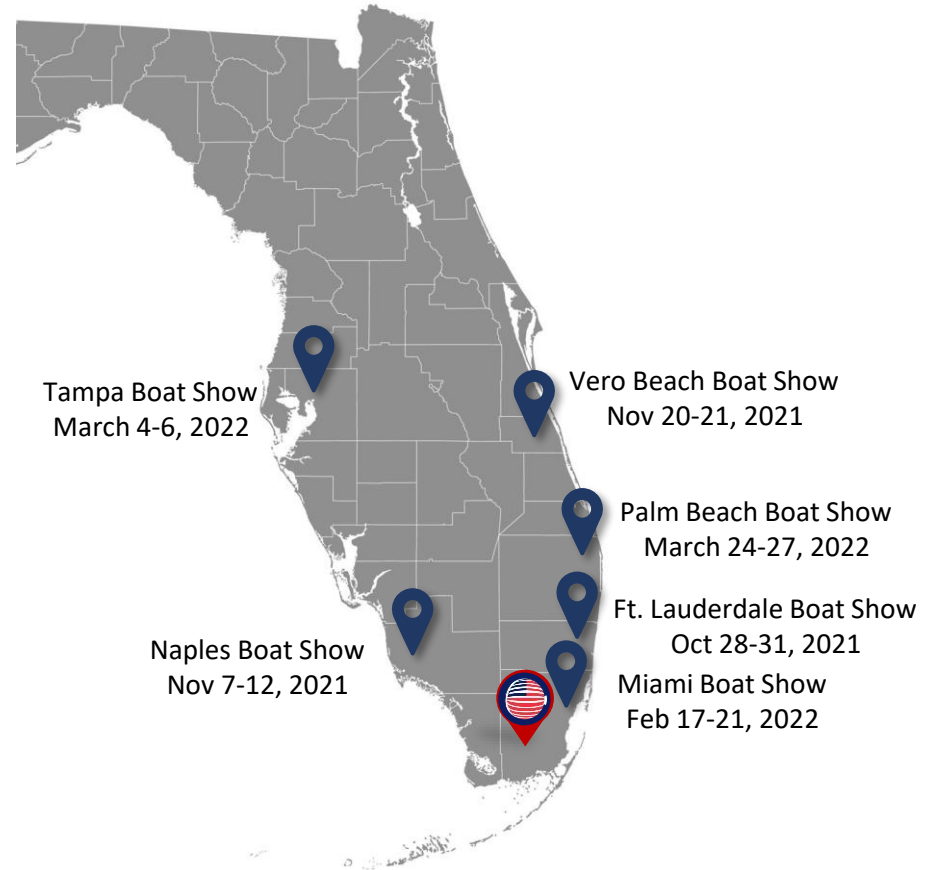 Tampa Boat Show
March 4-6, 2022
Vero Beach Boat Show
Nov 20-21, 2021
Palm Beach Boat Show
March 24-27, 2022
Ft. Lauderdale Boat Show
Oct 28-31, 2021
Naples Boat Show
Nov 7-12, 2021
Miami Boat Show
Feb 17-21, 2022